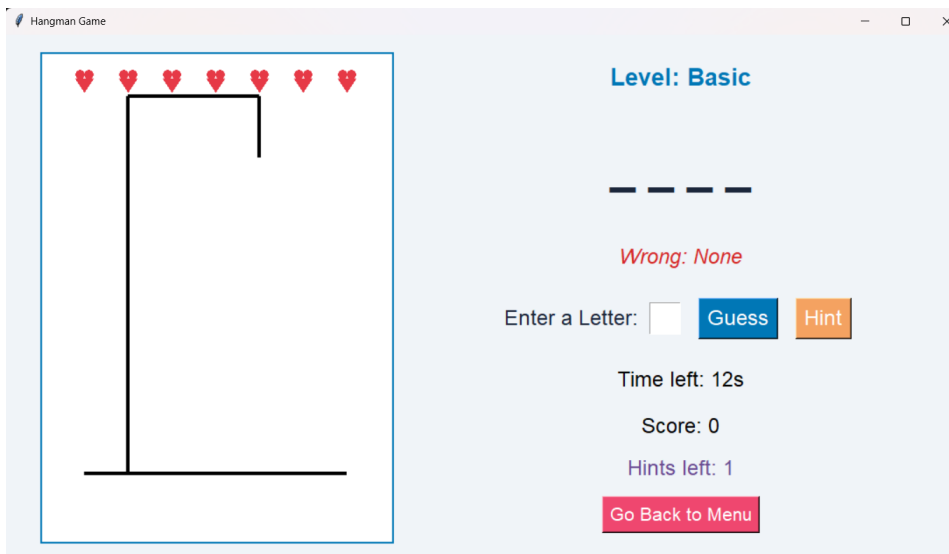 Hangman Game
Level: Basic
_ _ _ _
Wrong: None
Enter a Letter: Guess Hint
Time left: 12s
Score: 0
Hints left: 1
Go Back to Menu